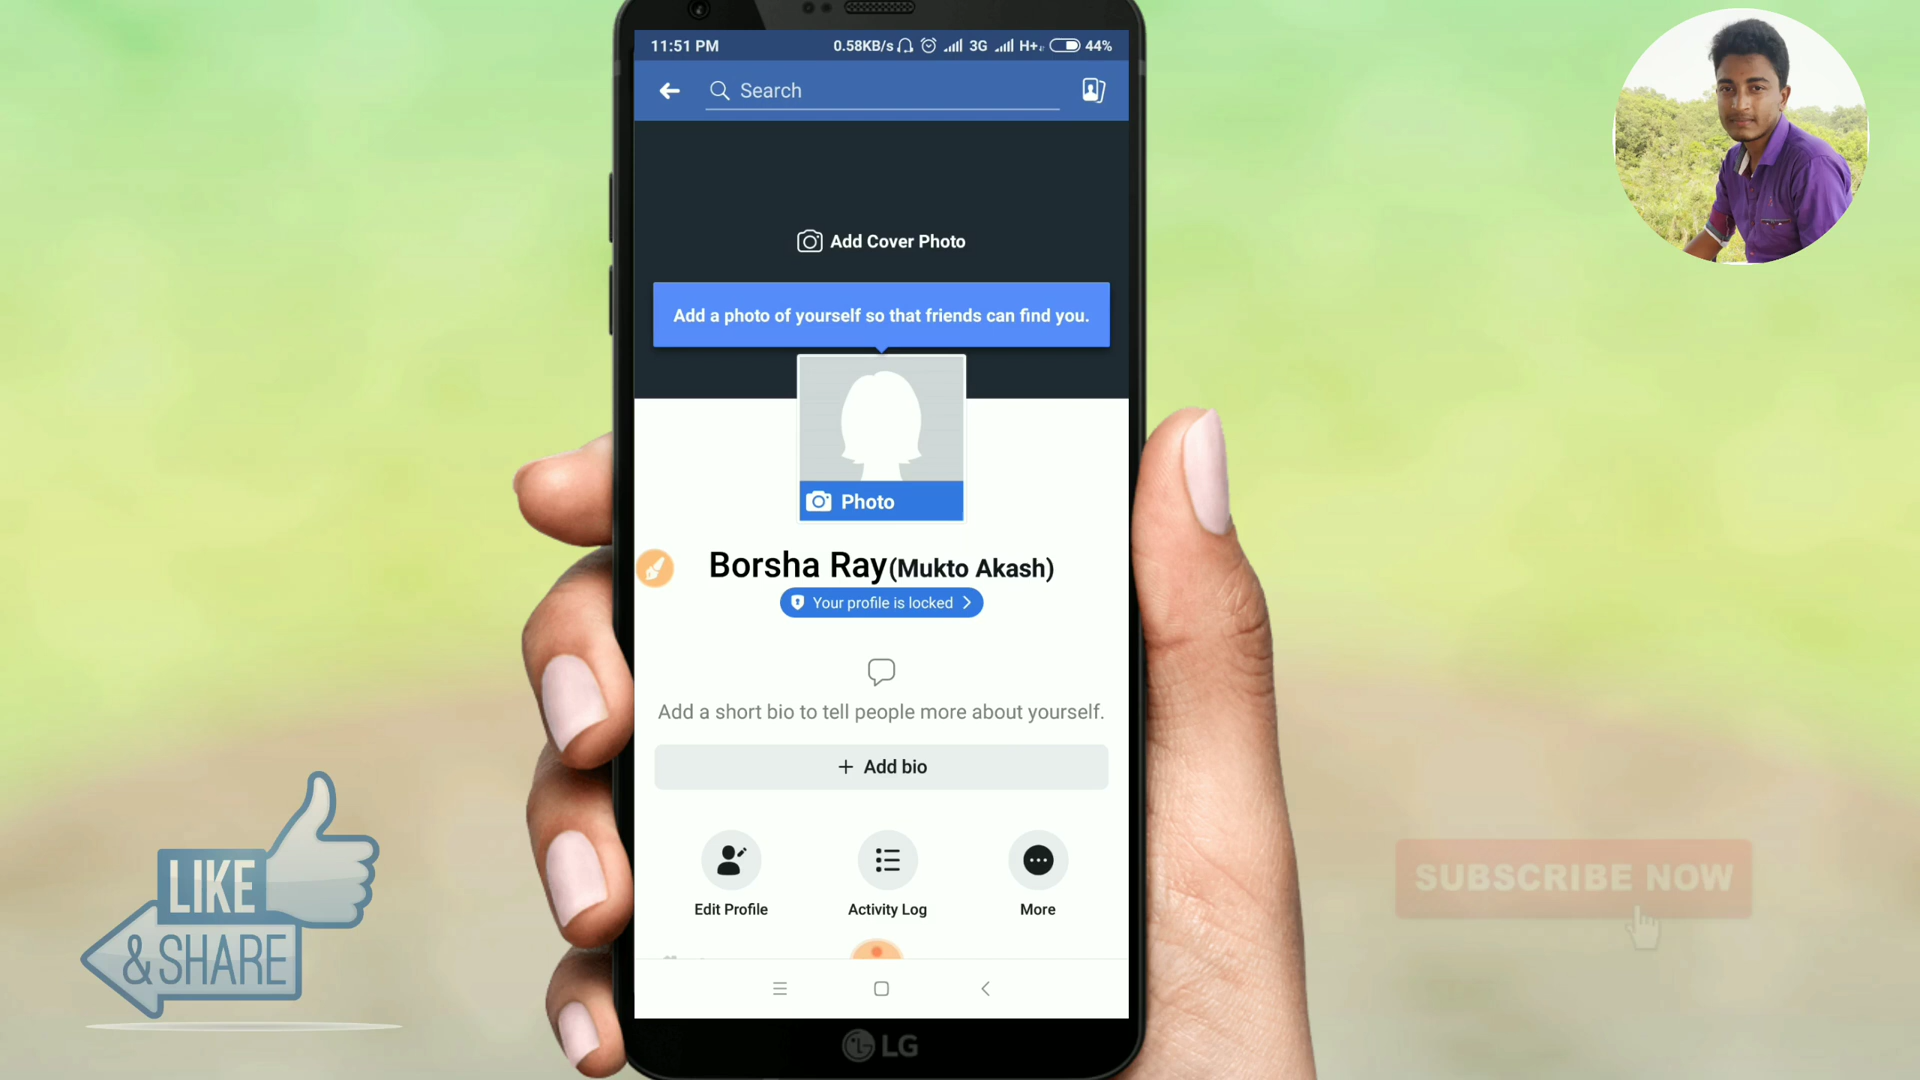 11:51 PM 0.58KB/s 3G H+ 44%
Search
Add Cover Photo
Add a photo of yourself so that friends can find you.
Photo
Borsha Ray(Mukto Akash)
Your profile is locked
Add a short bio to tell people more about yourself.
+ Add bio
Edit Profile Activity Log More
LIKE
& SHARE
SUBSCRIBE NOW
LG